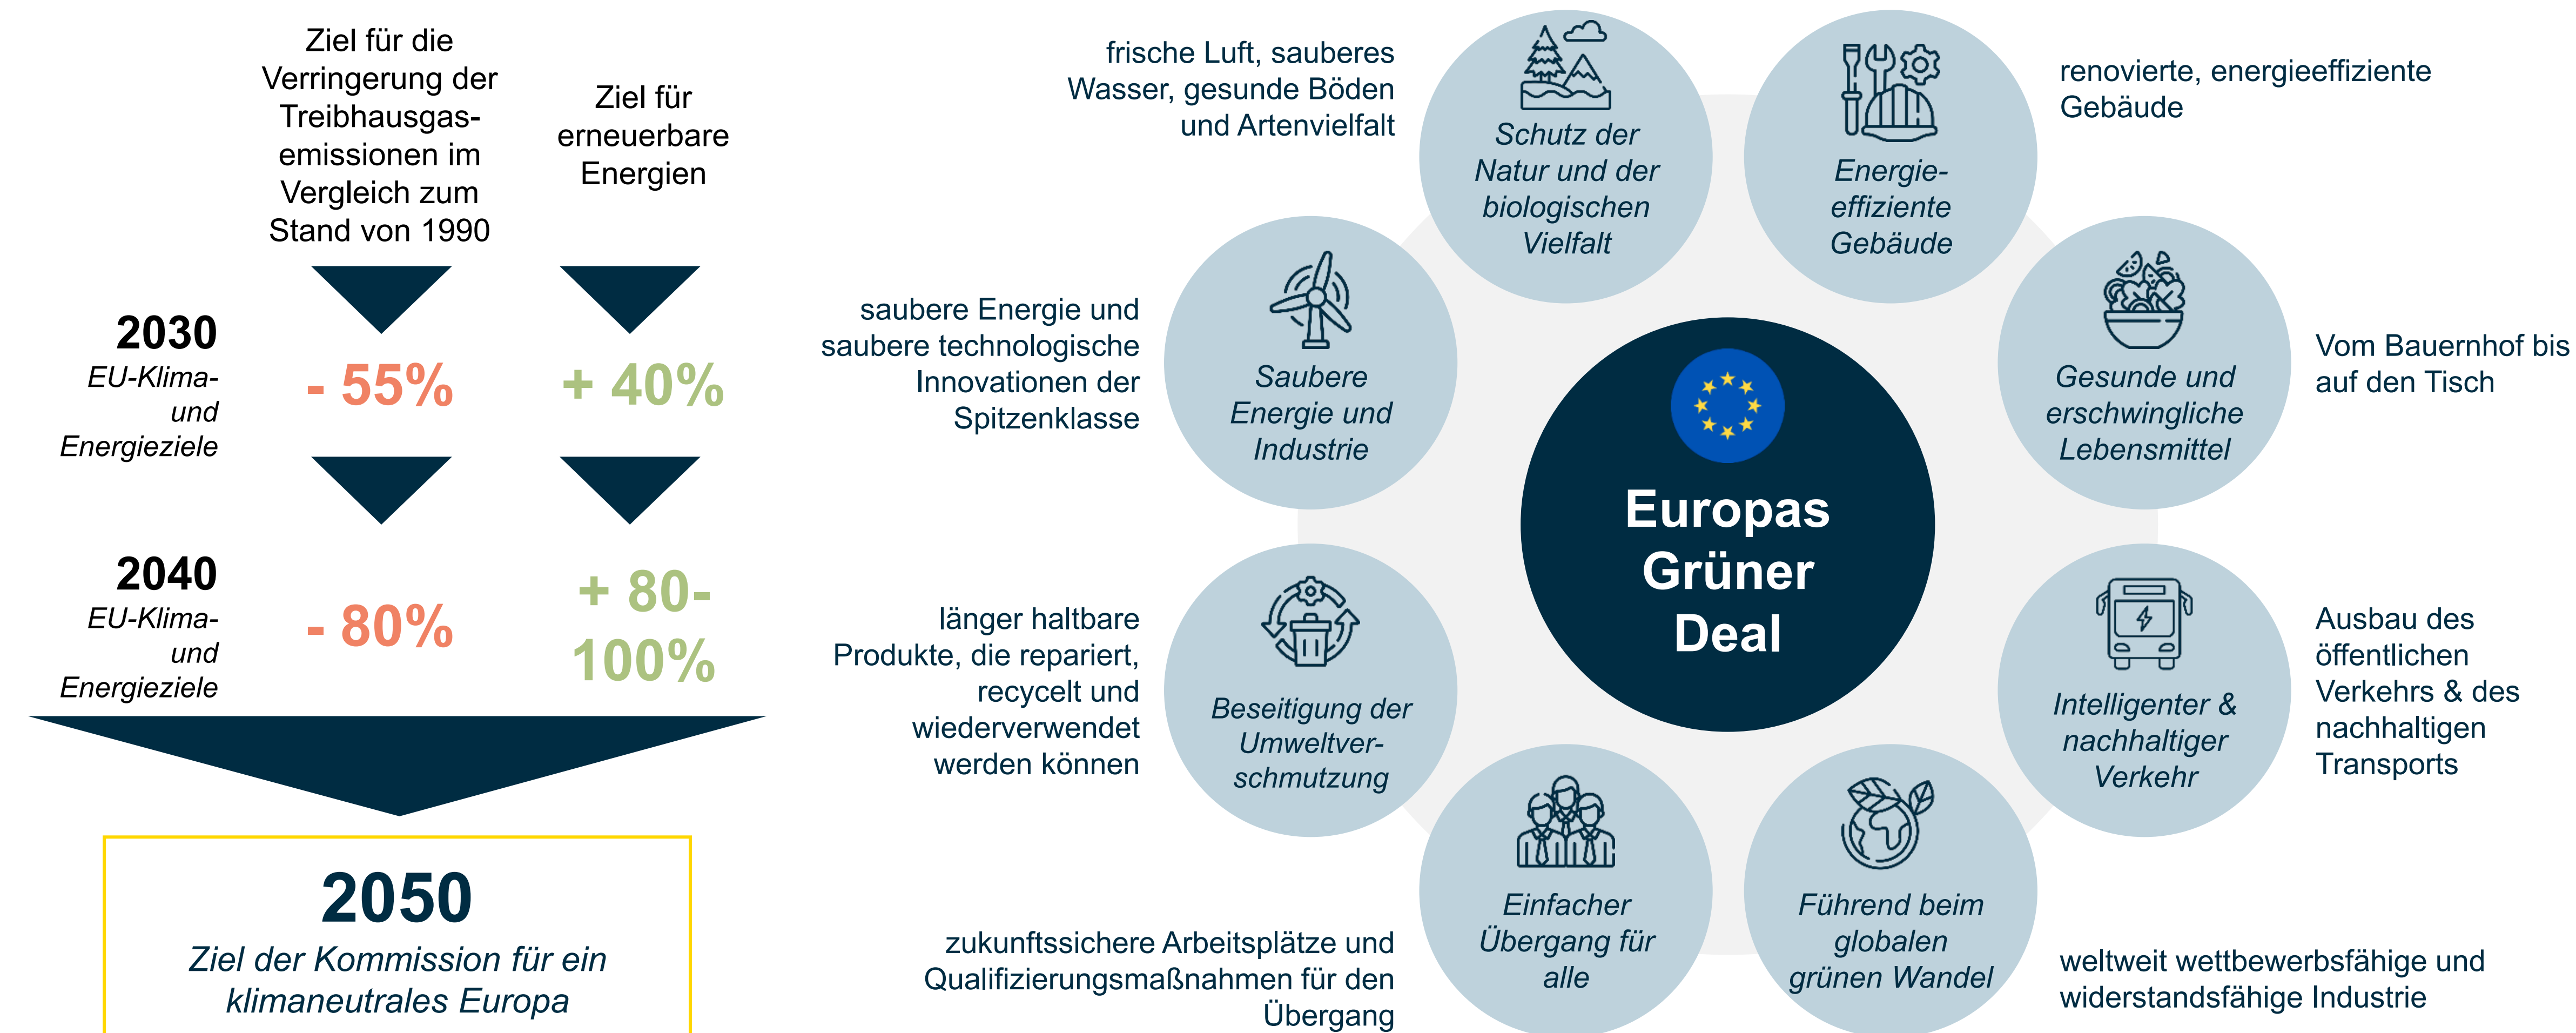 Ziel für die
Verringerung der
Treibhausgas-
emissionen im
Vergleich zum
Stand von 1990
Ziel für
erneuerbare
Energien
2030
EU-Klima-
und
Energieziele
- 55%
+ 40%
2040
EU-Klima-
und
Energieziele
- 80%
+ 80-
100%
2050
Ziel der Kommission für ein
klimaneutrales Europa
frische Luft, sauberes
Wasser, gesunde Böden
und Artenvielfalt
Schutz der
Natur und der
biologischen
Vielfalt
Energie-
effiziente
Gebäude
renovierte, energieeffiziente
Gebäude
saubere Energie und
saubere technologische
Innovationen der
Spitzenklasse
Saubere
Energie und
Industrie
Europas
Grüner
Deal
Gesunde und
erschwingliche
Lebensmittel
Vom Bauernhof bis
auf den Tisch
länger haltbare
Produkte, die repariert,
recycelt und
wiederverwendet
werden können
Beseitigung der
Umweltver-
schmutzung
Intelligenter &
nachhaltiger
Verkehr
Ausbau des
öffentlichen
Verkehrs & des
nachhaltigen
Transports
zukunftssichere Arbeitsplätze und
Qualifizierungsmaßnahmen für den
Übergang
Einfacher
Übergang für
alle
Führend beim
globalen
grünen Wandel
weltweit wettbewerbsfähige und
widerstandsfähige Industrie